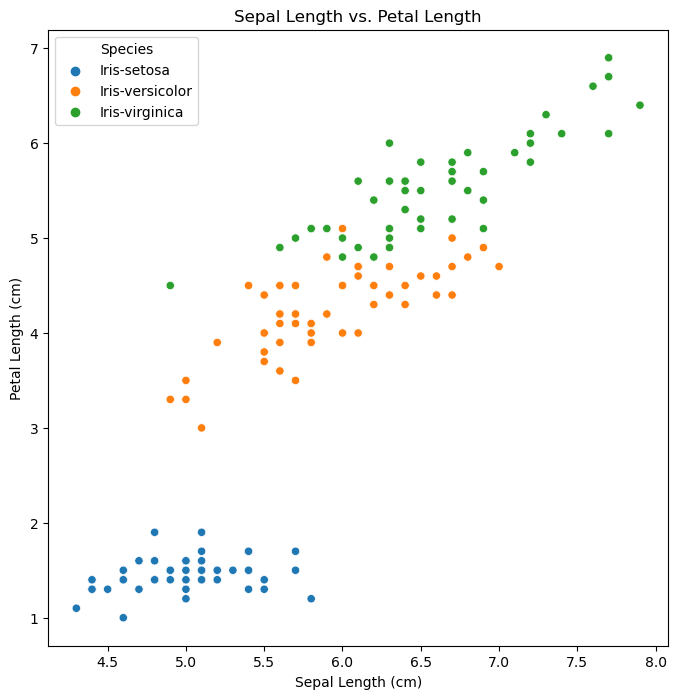 Sepal Length vs. Petal Length
Species
Iris-setosa
Iris-versicolor
Iris-virginica
7
6
5
4
3
2
1
Petal Length (cm)
4.5 5.0 5.5 6.0 6.5 7.0 7.5 8.0
Sepal Length (cm)